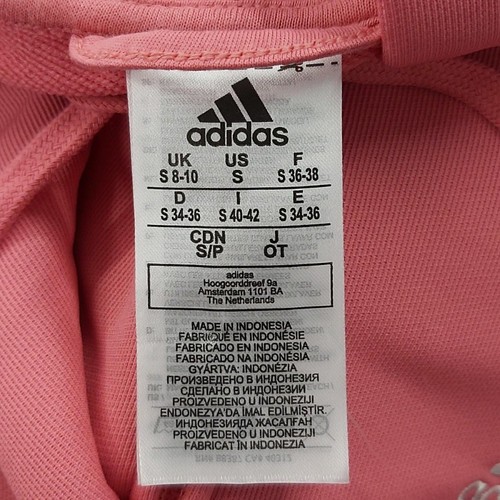 adidas
UK US F
S 8-10 S S 36-38
D I E
S 34-36 S 40-42 S 34-36
CDN J
S/P OT
adidas
Hoogoorddreef 9a
Amsterdam 1101 BA
The Netherlands
MADE IN INDONESIA
FABRIQUÉ EN INDONÉSIE
FABRICADO EN INDONESIA
FABRICADO NA INDONÉSIA
GYÁRTVA: INDONÉZIA
ПРОИЗВЕДЕНО В ИНДОНЕЗИЯ
СДЕЛАНО В ИНДОНЕЗИИ
PROIZVEDENO U INDONEZIJI
ENDONEZYA'DA İMAL EDİLMİŞTİR.
ИНДОНЕЗИЯДА ЖАСАЛҒАН
PROIZVEDENO U INDONEZIJI
FABRICAT ÎN INDONEZIA